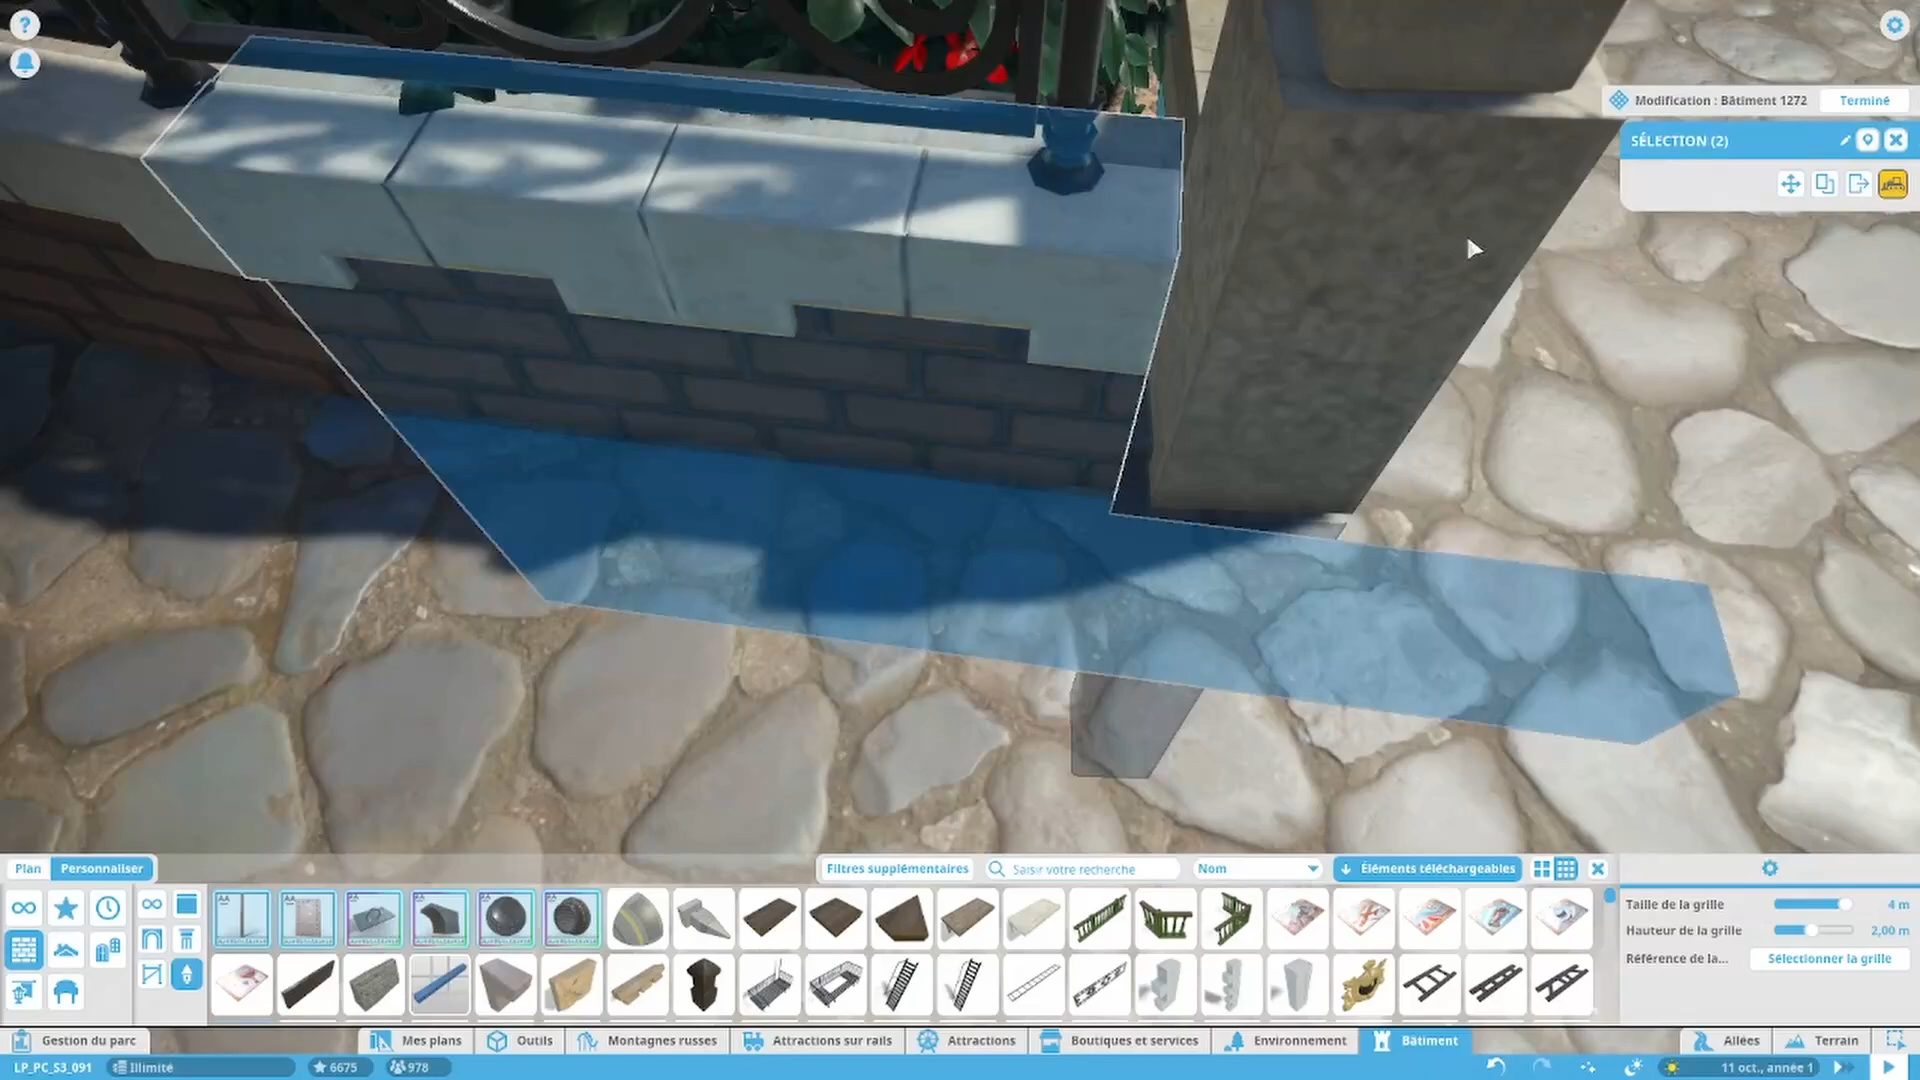 Modification : Bâtiment 1272 Terminé
SÉLECTION (2)
Plan Personnaliser Filtres supplémentaires Saisir votre recherche Nom Éléments téléchargeables
Taille de la grille 4 m
Hauteur de la grille 2,00 m
Référence de la... Sélectionner la grille
Gestion du parc Mes plans Outils Montagnes russes Attractions sur rails Attractions Boutiques et services Environnement Bâtiment Allées Terrain
LP_PC_S3_091 Illimité 6675 978 11 oct., année 1